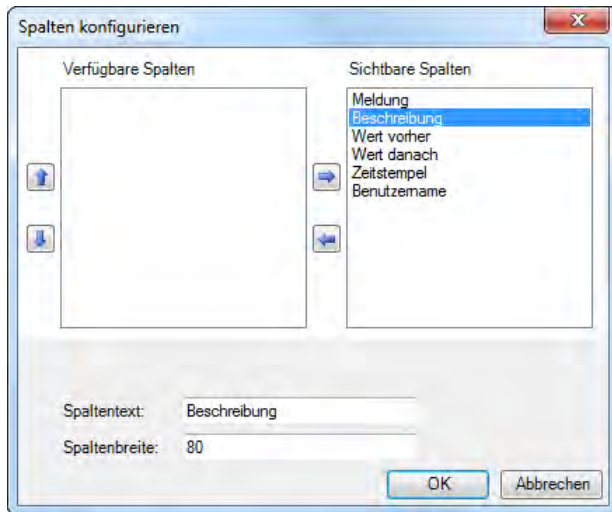 Spalten konfigurieren
Verfügbare Spalten
Sichtbare Spalten
Meldung
Beschreibung
Wert vorher
Wert danach
Zeitstempel
Benutzername
Spaltentext: Beschreibung
Spaltenbreite: 80
OK Abbrechen